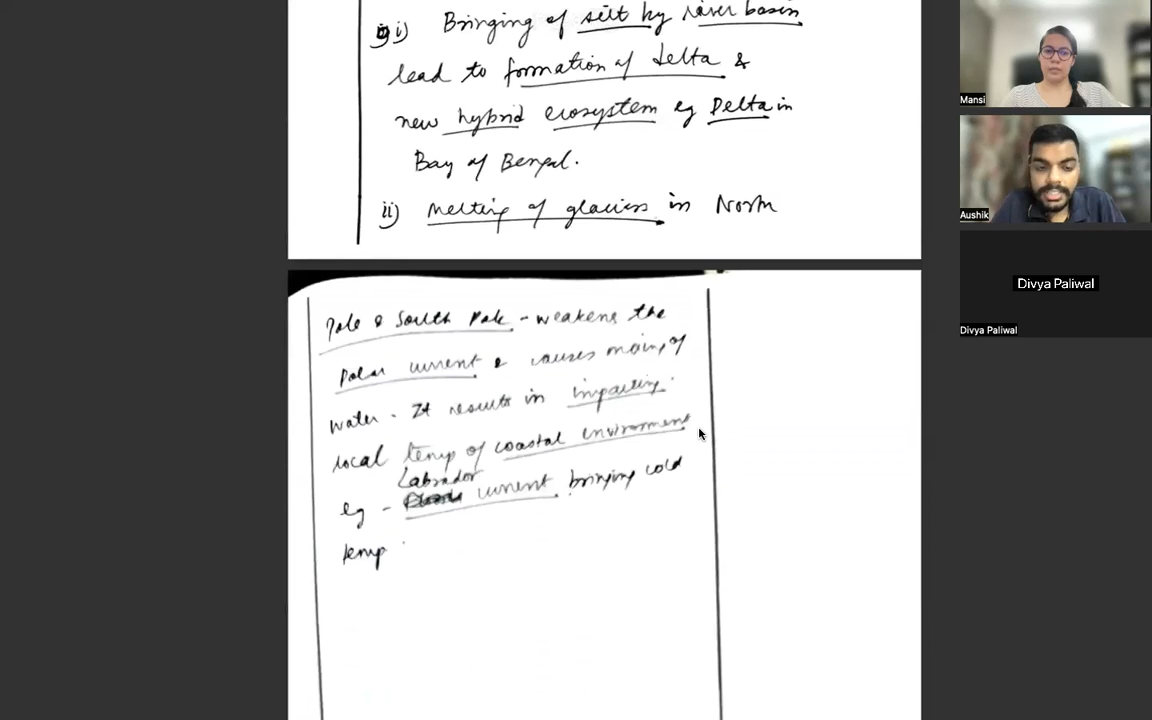 i) Bringing of silt by river basin
lead to formation of delta &
new hybrid ecosystem eg Delta in
Bay of Bengal.
ii) Melting of glaciers in North
Pole & South Pole - weakens the
polar current & causes mixing of
water. It results in impacting
local temp of coastal environment
Labrador
eg - current bringing cold
temp
Mansi
Aushik
Divya Paliwal
Divya Paliwal